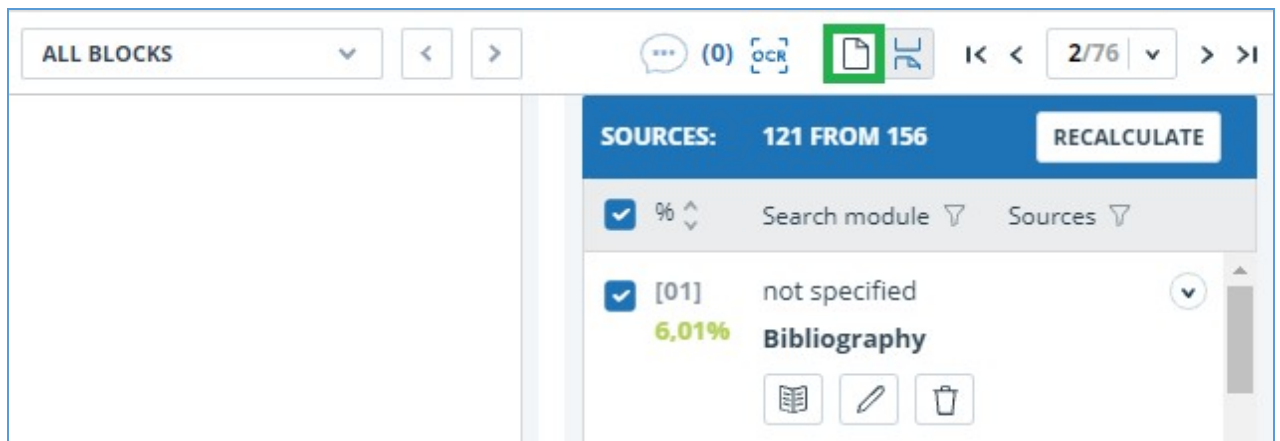 ALL BLOCKS
(0) OCR 2/76
SOURCES: 121 FROM 156 RECALCULATE
% Search module Sources
[01] not specified
6,01% Bibliography